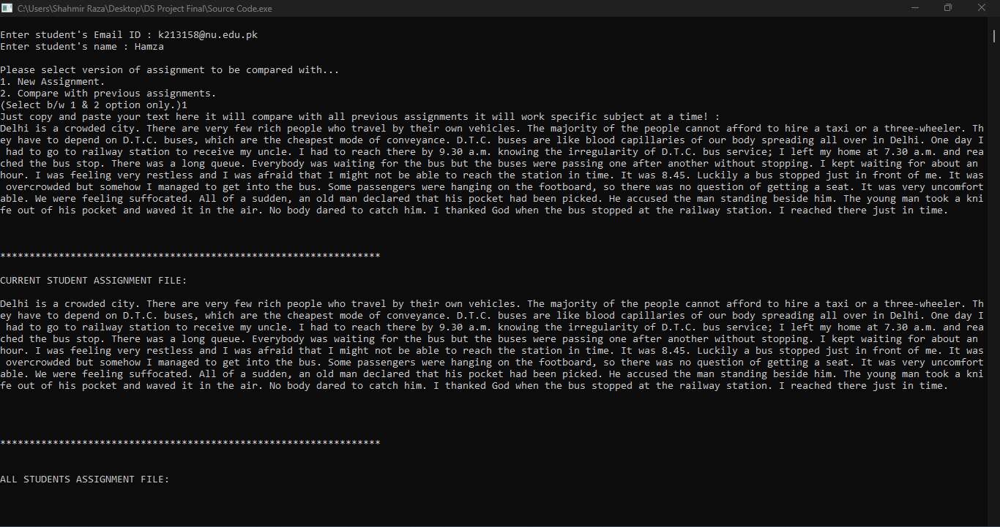 C:\Users\Shahmir Raza\Desktop\DS Project Final\Source Code.exe
Enter student's Email ID : k213158@nu.edu.pk
Enter student's name : Hamza
Please select version of assignment to be compared with...
1. New Assignment.
2. Compare with previous assignments.
(Select b/w 1 & 2 option only.)1
Just copy and paste your text here it will compare with all previous assignments it will work specific subject at a time! :
Delhi is a crowded city. There are very few rich people who travel by their own vehicles. The majority of the people cannot afford to hire a taxi or a three-wheeler. Th
ey have to depend on D.T.C. buses, which are the cheapest mode of conveyance. D.T.C. buses are like blood capillaries of our body spreading all over in Delhi. One day I
had to go to railway station to receive my uncle. I had to reach there by 9.30 a.m. knowing the irregularity of D.T.C. bus service; I left my home at 7.30 a.m. and rea
ched the bus stop. There was a long queue. Everybody was waiting for the bus but the buses were passing one after another without stopping. I kept waiting for about an
hour. I was feeling very restless and I was afraid that I might not be able to reach the station in time. It was 8.45. Luckily a bus stopped just in front of me. It was
overcrowded but somehow I managed to get into the bus. Some passengers were hanging on the footboard, so there was no question of getting a seat. It was very uncomfort
able. We were feeling suffocated. All of a sudden, an old man declared that his pocket had been picked. He accused the man standing beside him. The young man took a kni
fe out of his pocket and waved it in the air. No body dared to catch him. I thanked God when the bus stopped at the railway station. I reached there just in time.
*****************************************************************
CURRENT STUDENT ASSIGNMENT FILE:
Delhi is a crowded city. There are very few rich people who travel by their own vehicles. The majority of the people cannot afford to hire a taxi or a three-wheeler. Th
ey have to depend on D.T.C. buses, which are the cheapest mode of conveyance. D.T.C. buses are like blood capillaries of our body spreading all over in Delhi. One day I
had to go to railway station to receive my uncle. I had to reach there by 9.30 a.m. knowing the irregularity of D.T.C. bus service; I left my home at 7.30 a.m. and rea
ched the bus stop. There was a long queue. Everybody was waiting for the bus but the buses were passing one after another without stopping. I kept waiting for about an
hour. I was feeling very restless and I was afraid that I might not be able to reach the station in time. It was 8.45. Luckily a bus stopped just in front of me. It was
overcrowded but somehow I managed to get into the bus. Some passengers were hanging on the footboard, so there was no question of getting a seat. It was very uncomfort
able. We were feeling suffocated. All of a sudden, an old man declared that his pocket had been picked. He accused the man standing beside him. The young man took a kni
fe out of his pocket and waved it in the air. No body dared to catch him. I thanked God when the bus stopped at the railway station. I reached there just in time.
*****************************************************************
ALL STUDENTS ASSIGNMENT FILE: